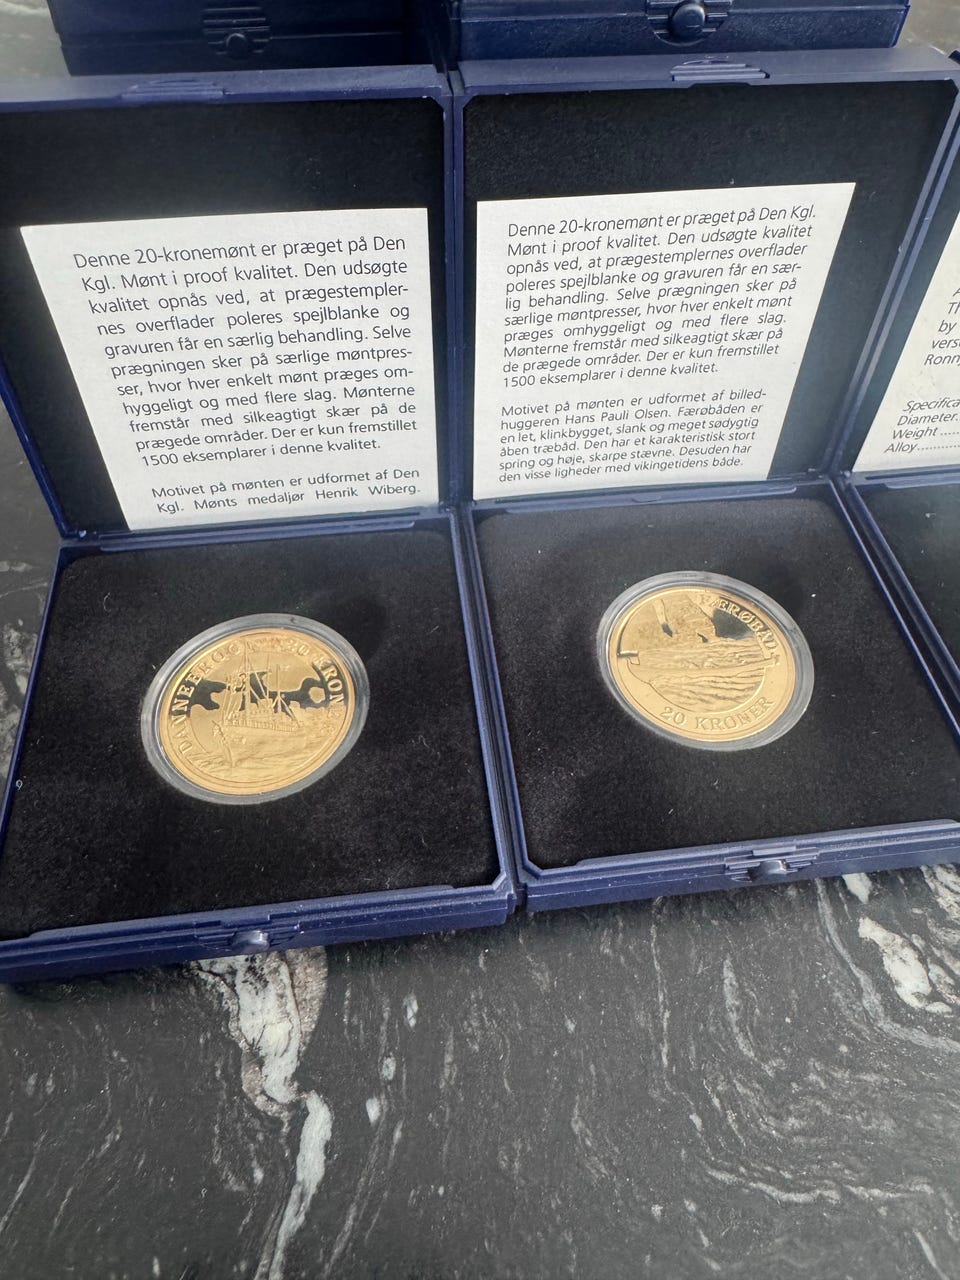 Denne 20-kronemønt er præget på Den
Kgl. Mønt i proof kvalitet. Den udsøgte
kvalitet opnås ved, at prægestempler-
nes overflader poleres spejlblanke og
gravuren får en særlig behandling. Selve
prægningen sker på særlige møntpres-
ser, hvor hver enkelt mønt præges om-
hyggeligt og med flere slag. Mønterne
fremstår med silkeagtigt skær på de
prægede områder. Der er kun fremstillet
1500 eksemplarer i denne kvalitet.
Motivet på mønten er udformet af Den
Kgl. Mønts medaljør Henrik Wiberg.
Denne 20-kronemønt er præget på Den Kgl.
Mønt i proof kvalitet. Den udsøgte kvalitet
opnås ved, at prægestemplernes overflader
poleres spejlblanke og gravuren får en sær-
lig behandling. Selve prægningen sker på
særlige møntpresser, hvor hver enkelt mønt
præges omhyggeligt og med flere slag.
Mønterne fremstår med silkeagtigt skær på
de prægede områder. Der er kun fremstillet
1500 eksemplarer i denne kvalitet.
Motivet på mønten er udformet af billed-
huggeren Hans Pauli Olsen. Færøbåden er
en let, klinkbygget, slank og meget sødygtig
åben træbåd. Den har et karakteristisk stort
spring og høje, skarpe stævne. Desuden har
den visse ligheder med vikingetidens både.
A
Th
by
vers
Ronn
Specifica
Diameter..
Weight .....
Alloy..........
DANNEBROG 20 KRONER
FÆRØBÅD
20 KRONER